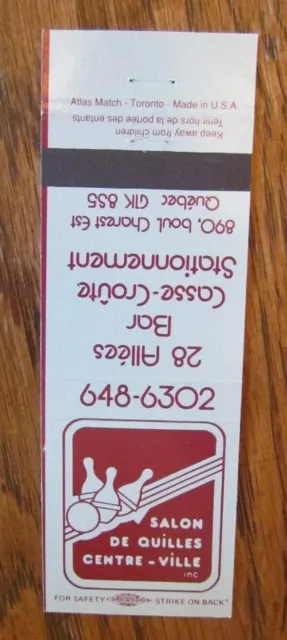 Atlas Match - Toronto - Made in U.S.A.
Keep away from children
Tenir hors de la portée des enfants
SALON
DE QUILLES
CENTRE-VILLE
inc
FOR SAFETY STRIKE ON BACK
648-6302
28 Allées
Bar
Casse-Croûte
Stationnement
890, boul. Charest Est
Québec G1K 8S5